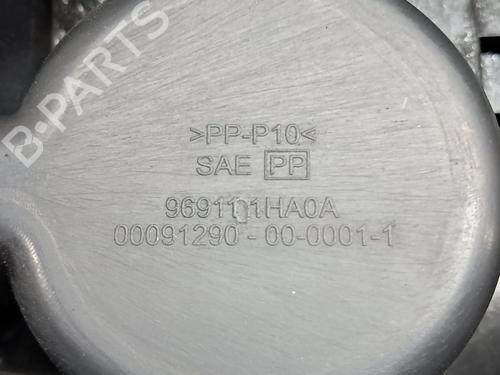 B-PARTS
>PP-P10<
SAE PP
969111HA0A
00091290 - 00-0001-1